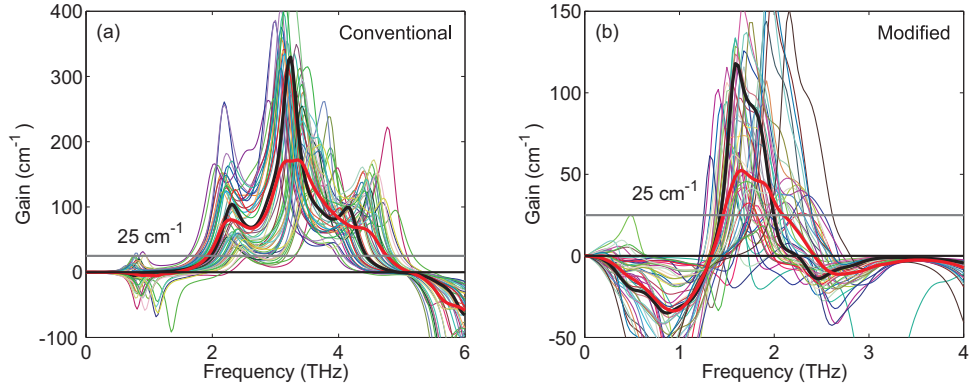 (a) Conventional
400
300
200
100
0
-100
25 cm⁻¹
Gain (cm⁻¹)
0 2 4 6
Frequency (THz)
(b) Modified
150
100
50
0
-50
25 cm⁻¹
Gain (cm⁻¹)
0 1 2 3 4
Frequency (THz)